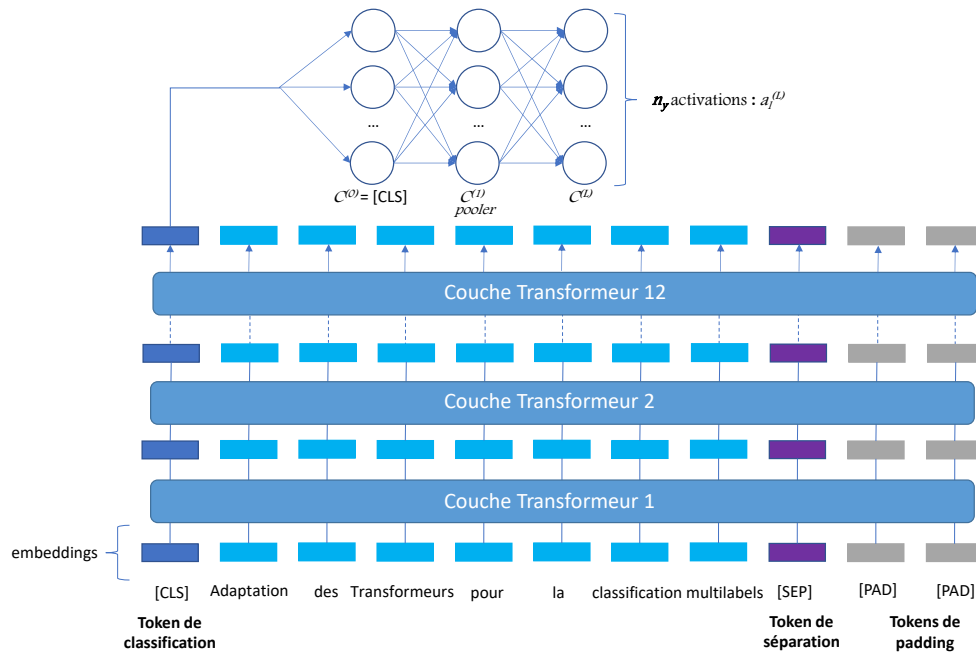 ... ... ...
n_y activations : a_l^(L)
C^(0) = [CLS] C^(1) C^(L)
pooler
Couche Transformeur 12
Couche Transformeur 2
Couche Transformeur 1
embeddings
[CLS] Adaptation des Transformeurs pour la classification multilabels [SEP] [PAD] [PAD]
Token de classification Token de séparation Tokens de padding